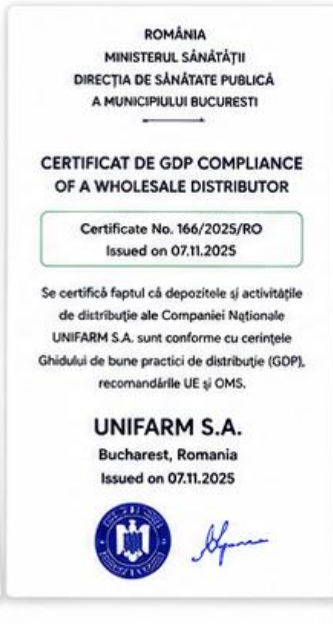 ROMÂNIA
MINISTERUL SĂNĂTĂȚII
DIRECȚIA DE SĂNĂTATE PUBLICĂ
A MUNICIPIULUI BUCURESTI
CERTIFICAT DE GDP COMPLIANCE
OF A WHOLESALE DISTRIBUTOR
Certificate No. 166/2025/RO
Issued on 07.11.2025
Se certifică faptul că depozitele și activitățile
de distribuție ale Companiei Naționale
UNIFARM S.A. sunt conforme cu cerințele
Ghidului de bune practici de distribuție (GDP),
recomandările UE și OMS.
UNIFARM S.A.
Bucharest, Romania
Issued on 07.11.2025